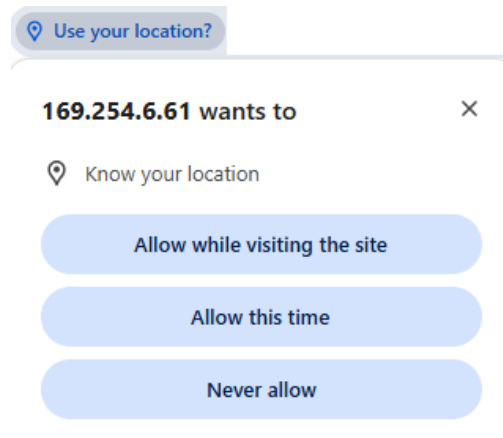 Use your location?
169.254.6.61 wants to
Know your location
Allow while visiting the site
Allow this time
Never allow